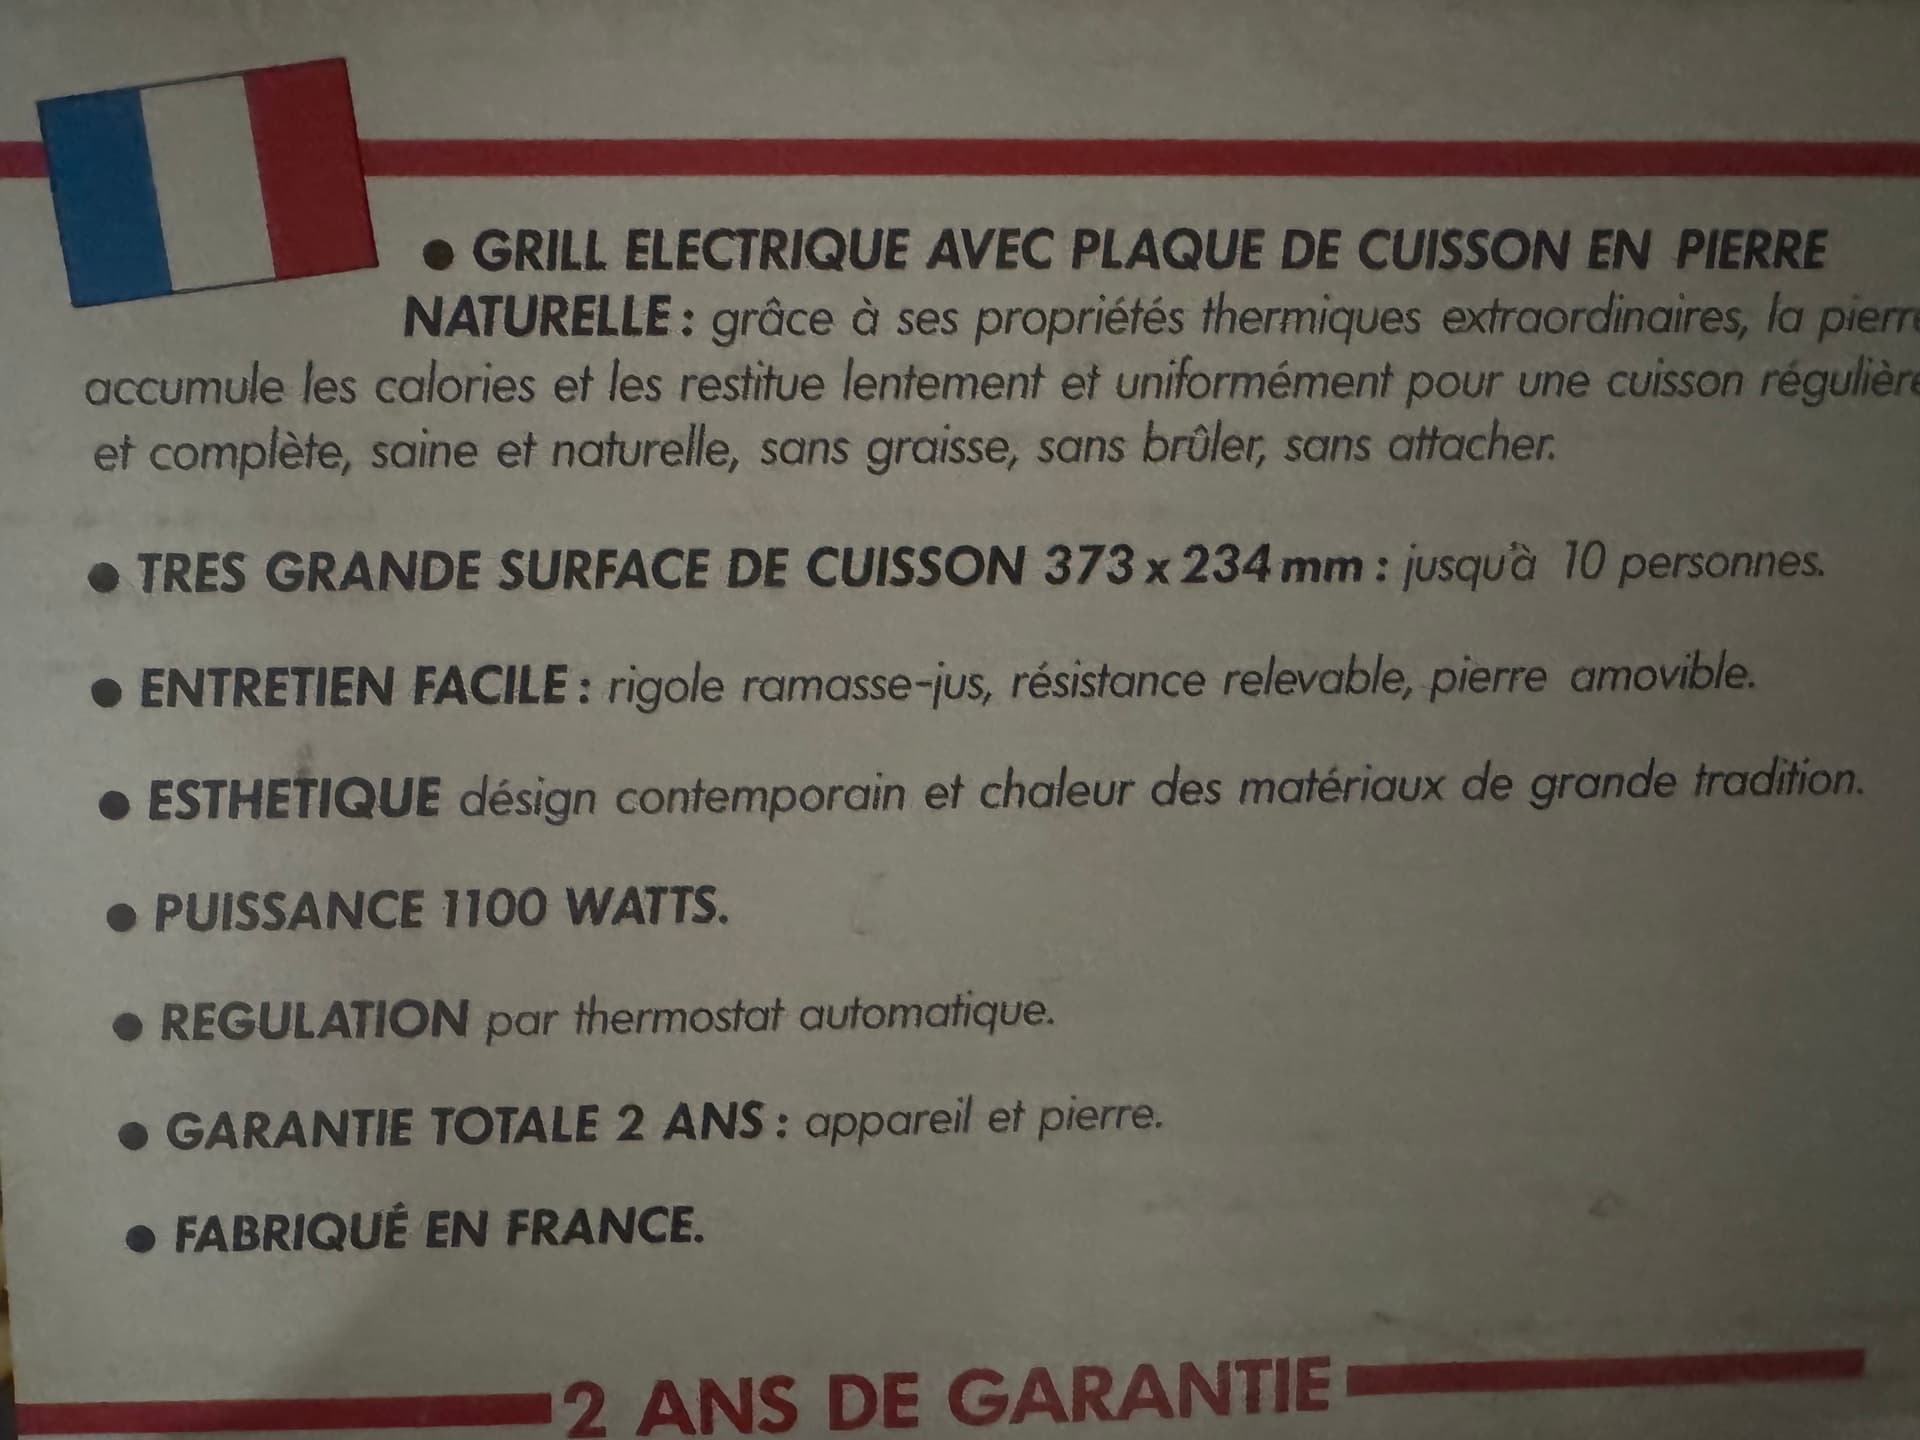 ● GRILL ELECTRIQUE AVEC PLAQUE DE CUISSON EN PIERRE
NATURELLE : grâce à ses propriétés thermiques extraordinaires, la pierre
accumule les calories et les restitue lentement et uniformément pour une cuisson régulière
et complète, saine et naturelle, sans graisse, sans brûler, sans attacher.
● TRES GRANDE SURFACE DE CUISSON 373 x 234 mm : jusqu'à 10 personnes.
● ENTRETIEN FACILE : rigole ramasse-jus, résistance relevable, pierre amovible.
● ESTHETIQUE désign contemporain et chaleur des matériaux de grande tradition.
● PUISSANCE 1100 WATTS.
● REGULATION par thermostat automatique.
● GARANTIE TOTALE 2 ANS : appareil et pierre.
● FABRIQUÉ EN FRANCE.
2 ANS DE GARANTIE